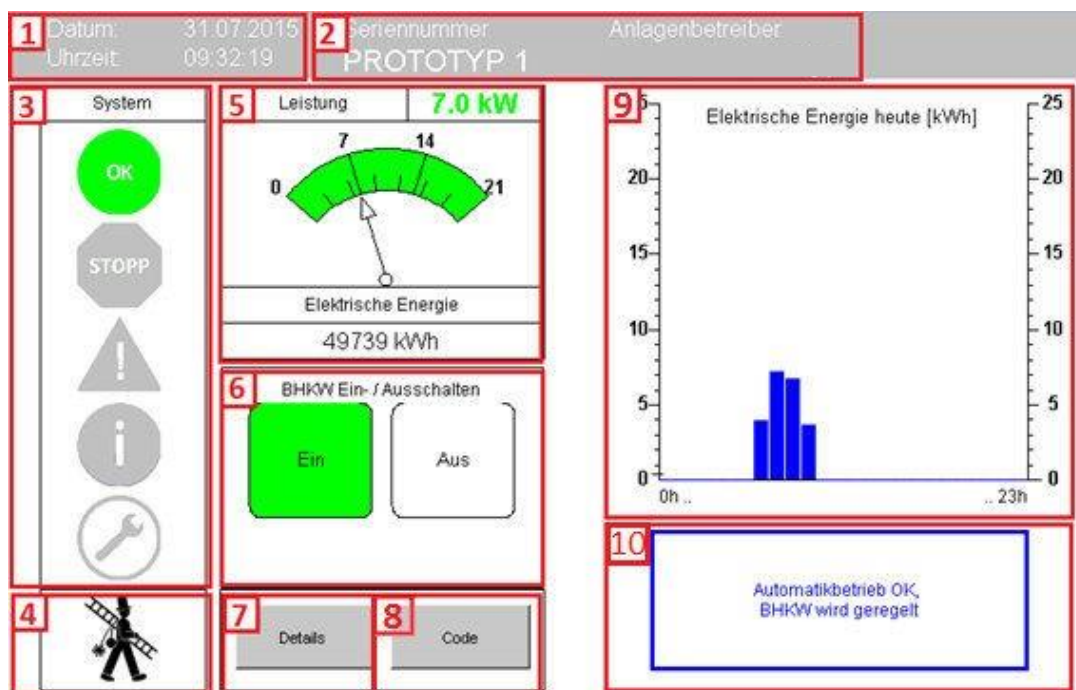 1 Datum: 31.07.2015
Uhrzeit: 09:32:19
2 Seriennummer Anlagenbetreiber
PROTOTYP 1
3 System
OK
STOPP
!
i
4
5 Leistung 7.0 kW
0 7 14 21
Elektrische Energie
49739 kWh
6 BHKW Ein- / Ausschalten
Ein Aus
7 Details
8 Code
9 Elektrische Energie heute [kWh]
5 25
20 20
15 15
10 10
5 5
0 0
0h .. .. 23h
10
Automatikbetrieb OK,
BHKW wird geregelt